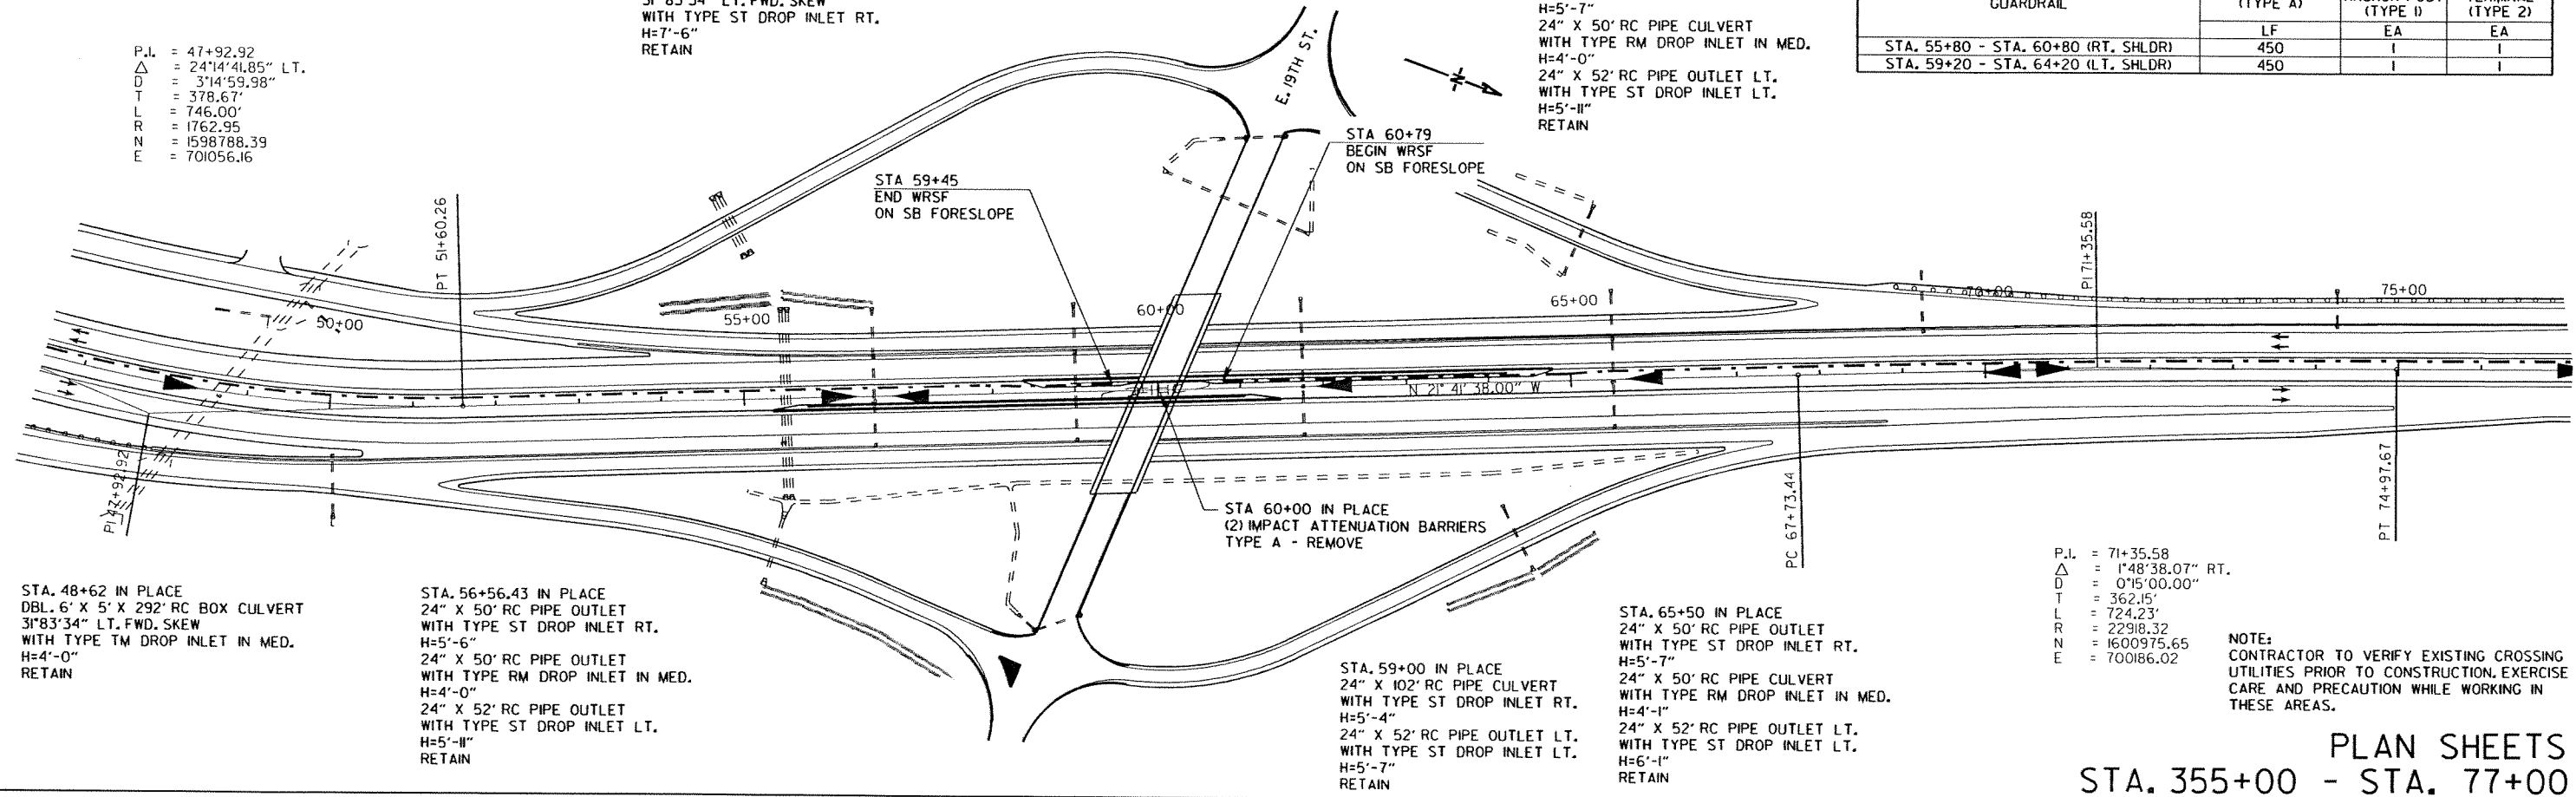 31°83'34" LT. FWD. SKEW
WITH TYPE ST DROP INLET RT.
H=7'-6"
RETAIN
P.I. = 47+92.92
Δ = 24°14'41.85" LT.
D = 3°14'59.98"
T = 378.67'
L = 746.00'
R = 1762.95
N = 1598788.39
E = 701056.16
H=5'-7"
24" X 50' RC PIPE CULVERT
WITH TYPE RM DROP INLET IN MED.
H=4'-0"
24" X 52' RC PIPE OUTLET LT.
WITH TYPE ST DROP INLET LT.
H=5'-11"
RETAIN
GUARDRAIL
(TYPE A)
(TYPE 1)
(TYPE 2)
LF EA EA
STA. 55+80 - STA. 60+80 (RT. SHLDR) 450 1 1
STA. 59+20 - STA. 64+20 (LT. SHLDR) 450 1 1
E. 19TH ST.
N
STA 60+79
BEGIN WRSF
ON SB FORESLOPE
STA 59+45
END WRSF
ON SB FORESLOPE
PT 51+60.26
PI 71+35.58
50+00
55+00
60+00
65+00
70+00
75+00
N 21° 41' 38.00" W
PI 47+92.92
PC 67+73.44
PT 74+97.67
STA 60+00 IN PLACE
(2) IMPACT ATTENUATION BARRIERS
TYPE A - REMOVE
STA. 48+62 IN PLACE
DBL. 6' X 5' X 292' RC BOX CULVERT
31°83'34" LT. FWD. SKEW
WITH TYPE TM DROP INLET IN MED.
H=4'-0"
RETAIN
STA. 56+56.43 IN PLACE
24" X 50' RC PIPE OUTLET
WITH TYPE ST DROP INLET RT.
H=5'-6"
24" X 50' RC PIPE OUTLET
WITH TYPE RM DROP INLET IN MED.
H=4'-0"
24" X 52' RC PIPE OUTLET
WITH TYPE ST DROP INLET LT.
H=5'-11"
RETAIN
STA. 59+00 IN PLACE
24" X 102' RC PIPE CULVERT
WITH TYPE ST DROP INLET RT.
H=5'-4"
24" X 52' RC PIPE OUTLET LT.
WITH TYPE ST DROP INLET LT.
H=5'-7"
RETAIN
STA. 65+50 IN PLACE
24" X 50' RC PIPE OUTLET
WITH TYPE ST DROP INLET RT.
H=5'-7"
24" X 50' RC PIPE CULVERT
WITH TYPE RM DROP INLET IN MED.
H=4'-1"
24" X 52' RC PIPE OUTLET LT.
WITH TYPE ST DROP INLET LT.
H=6'-1"
RETAIN
P.I. = 71+35.58
Δ = 1°48'38.07" RT.
D = 0°15'00.00"
T = 362.15'
L = 724.23'
R = 22918.32
N = 1600975.65
E = 700186.02
NOTE:
CONTRACTOR TO VERIFY EXISTING CROSSING
UTILITIES PRIOR TO CONSTRUCTION. EXERCISE
CARE AND PRECAUTION WHILE WORKING IN
THESE AREAS.
PLAN SHEETS
STA. 355+00 - STA. 77+00